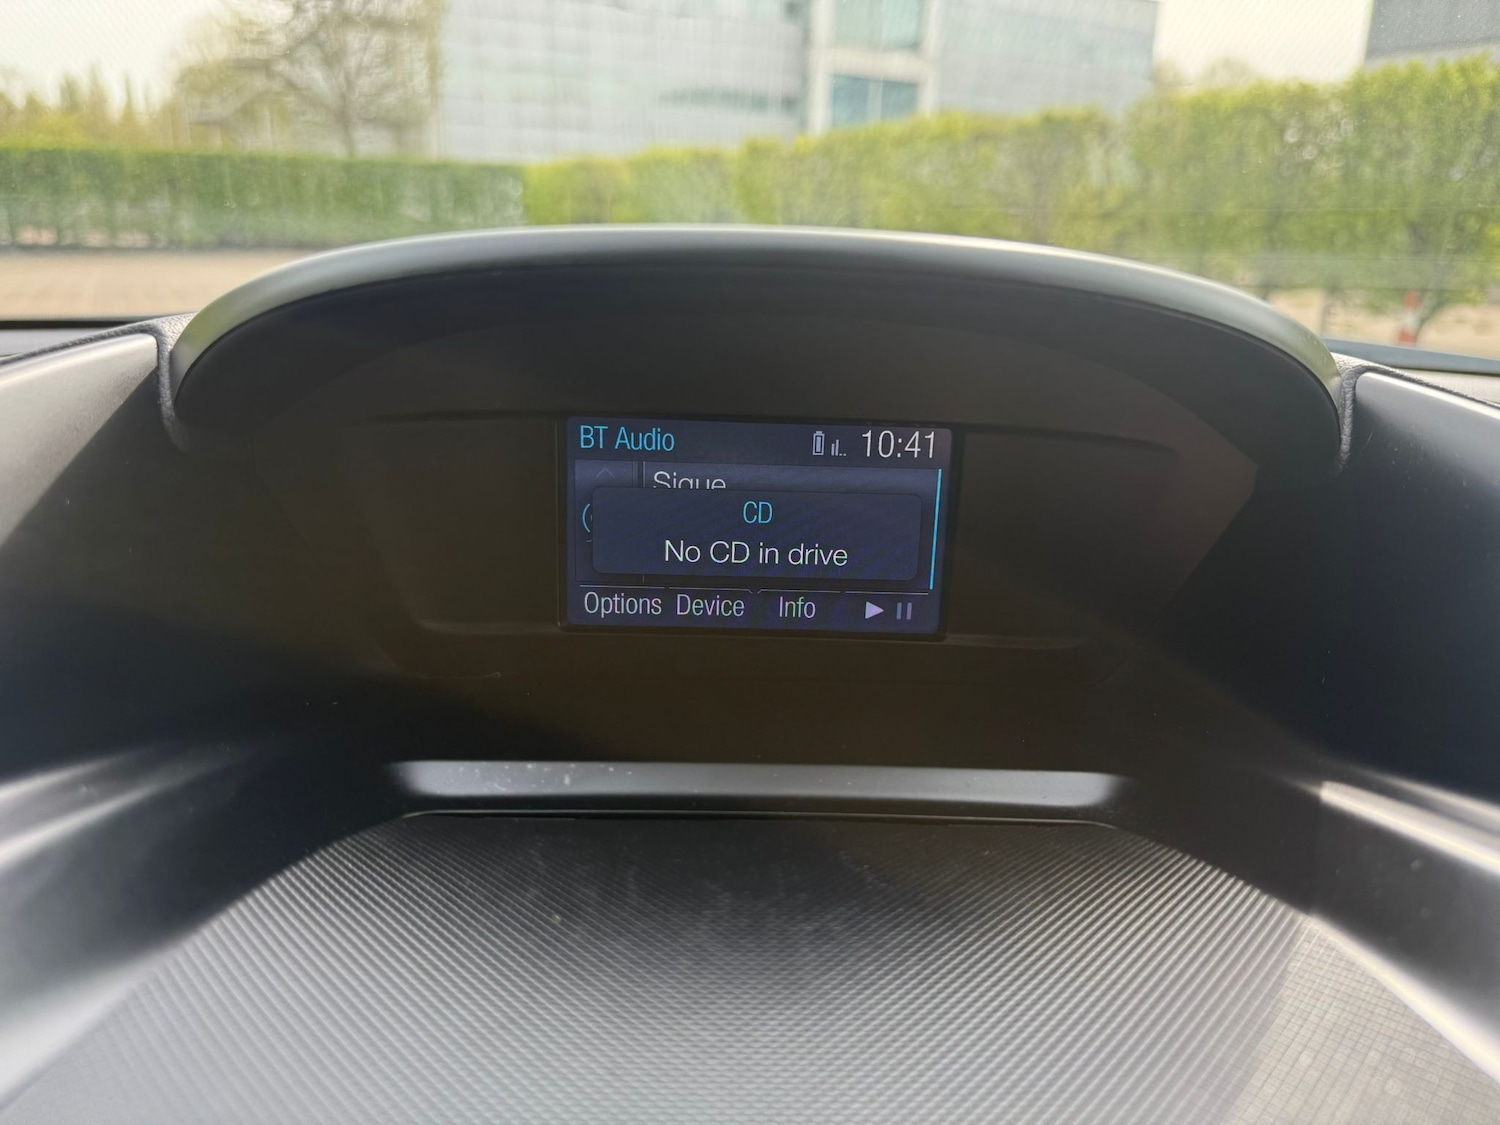 BT Audio 10:41
Sigue
CD
No CD in drive
Options Device Info